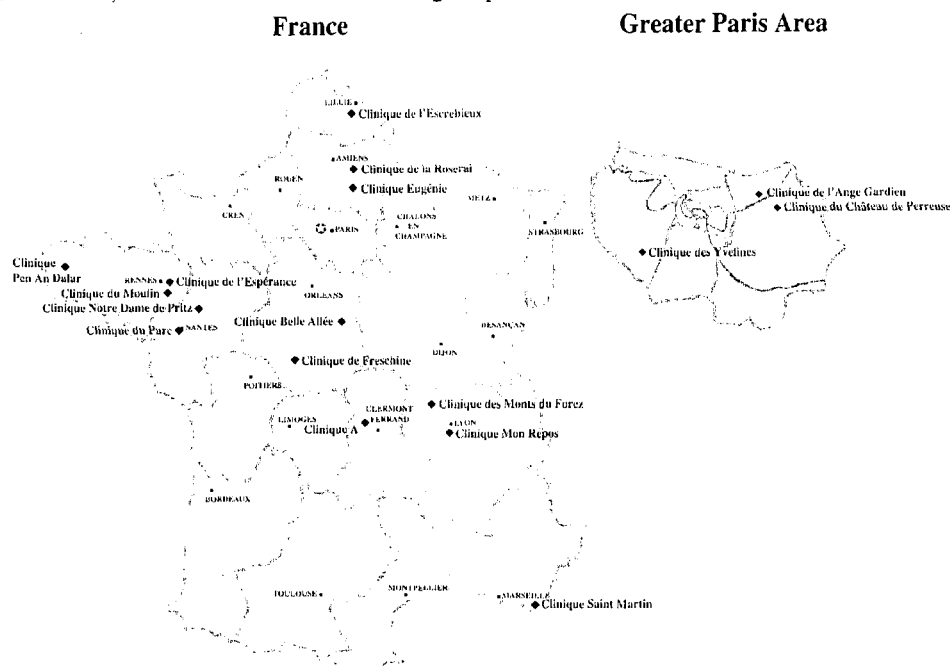 France
Greater Paris Area
LILLE
Clinique de l'Escrebieux
AMIENS
Clinique de la Roserai
ROUEN
Clinique Eugénie
METZ
Clinique de l'Ange Gardien
Clinique du Château de Perreuse
CAEN
CHALONS
EN
CHAMPAGNE
PARIS
STRASBOURG
Clinique des Yvelines
Clinique
Pen An Dalar
RENNES
Clinique de l'Espérance
Clinique du Moulin
ORLEANS
Clinique Notre Dame de Pritz
Clinique du Parc
NANTES
Clinique Belle Allée
BESANÇAN
DIJON
Clinique de Freschine
POITIERS
Clinique des Monts du Forez
CLERMONT
FERRAND
LIMOGES
Clinique A
LYON
Clinique Mon Repos
BORDEAUX
TOULOUSE
MONTPELLIER
MARSEILLE
Clinique Saint Martin